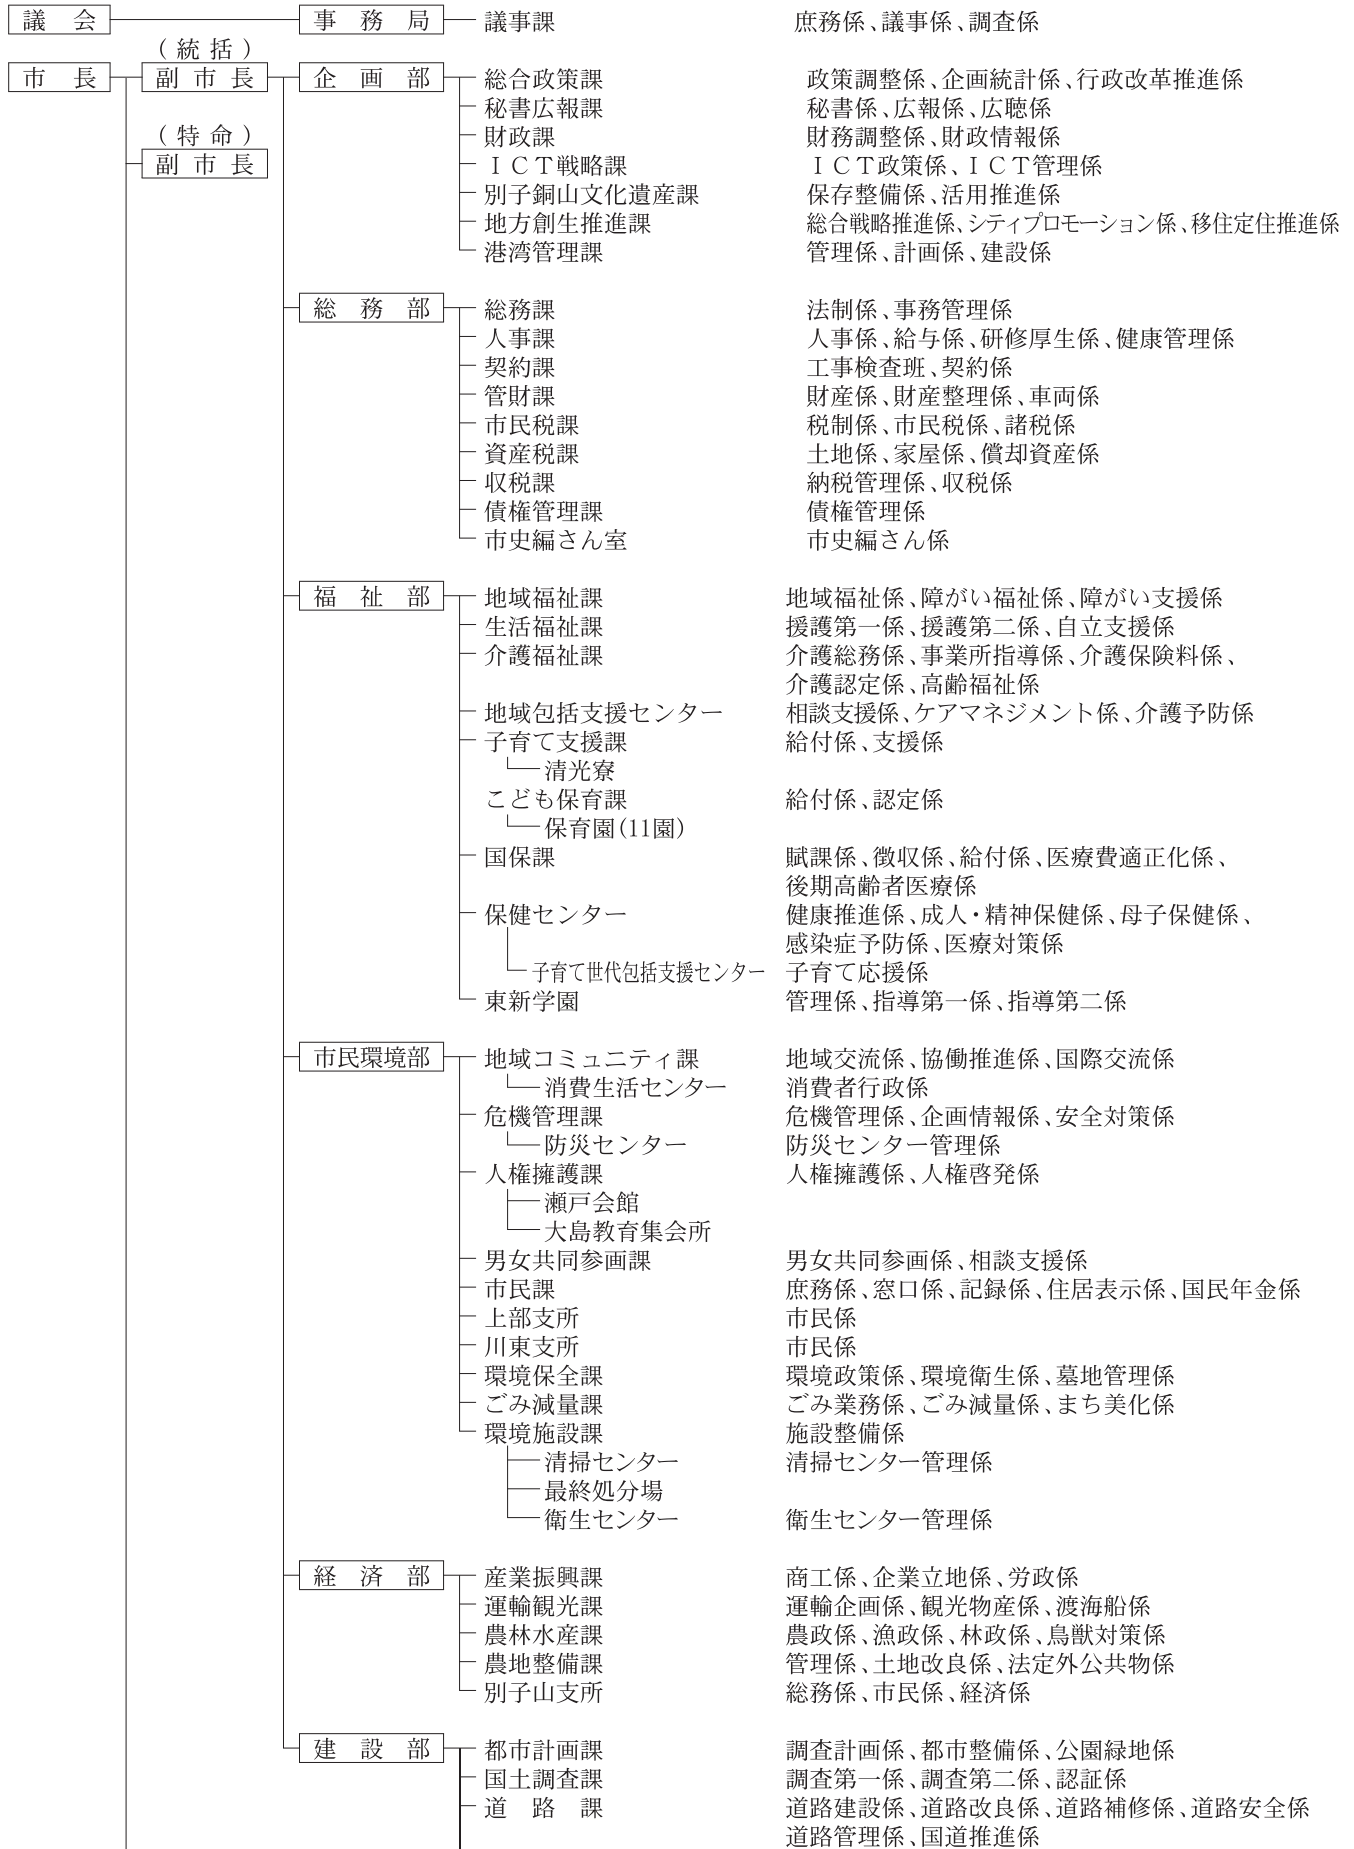 議会 事務局 議事課 庶務係、議事係、調査係
(統括)
市長 副市長 企画部 総合政策課 政策調整係、企画統計係、行政改革推進係
秘書広報課 秘書係、広報係、広聴係
(特命) 財政課 財務調整係、財政情報係
副市長 ICT戦略課 ICT政策係、ICT管理係
別子銅山文化遺産課 保存整備係、活用推進係
地方創生推進課 総合戦略推進係、シティプロモーション係、移住定住推進係
港湾管理課 管理係、計画係、建設係
総務部 総務課 法制係、事務管理係
人事課 人事係、給与係、研修厚生係、健康管理係
契約課 工事検査班、契約係
管財課 財産係、財産整理係、車両係
市民税課 税制係、市民税係、諸税係
資産税課 土地係、家屋係、償却資産係
収税課 納税管理係、収税係
債権管理課 債権管理係
市史編さん室 市史編さん係
福祉部 地域福祉課 地域福祉係、障がい福祉係、障がい支援係
生活福祉課 援護第一係、援護第二係、自立支援係
介護福祉課 介護総務係、事業所指導係、介護保険料係、
介護認定係、高齢福祉係
地域包括支援センター 相談支援係、ケアマネジメント係、介護予防係
子育て支援課 給付係、支援係
清光寮
こども保育課 給付係、認定係
保育園(11園)
国保課 賦課係、徴収係、給付係、医療費適正化係、
後期高齢者医療係
保健センター 健康推進係、成人・精神保健係、母子保健係、
感染症予防係、医療対策係
子育て世代包括支援センター 子育て応援係
東新学園 管理係、指導第一係、指導第二係
市民環境部 地域コミュニティ課 地域交流係、協働推進係、国際交流係
消費生活センター 消費者行政係
危機管理課 危機管理係、企画情報係、安全対策係
防災センター 防災センター管理係
人権擁護課 人権擁護係、人権啓発係
瀬戸会館
大島教育集会所
男女共同参画課 男女共同参画係、相談支援係
市民課 庶務係、窓口係、記録係、住居表示係、国民年金係
上部支所 市民係
川東支所 市民係
環境保全課 環境政策係、環境衛生係、墓地管理係
ごみ減量課 ごみ業務係、ごみ減量係、まち美化係
環境施設課 施設整備係
清掃センター 清掃センター管理係
最終処分場
衛生センター 衛生センター管理係
経済部 産業振興課 商工係、企業立地係、労政係
運輸観光課 運輸企画係、観光物産係、渡海船係
農林水産課 農政係、漁政係、林政係、鳥獣対策係
農地整備課 管理係、土地改良係、法定外公共物係
別子山支所 総務係、市民係、経済係
建設部 都市計画課 調査計画係、都市整備係、公園緑地係
国土調査課 調査第一係、調査第二係、認証係
道路課 道路建設係、道路改良係、道路補修係、道路安全係
道路管理係、国道推進係